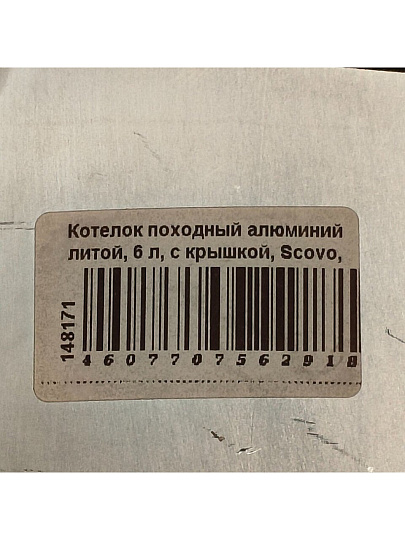 Котелок походный алюминий
литой, 6 л, с крышкой, Scovo,
148171
4607707562918